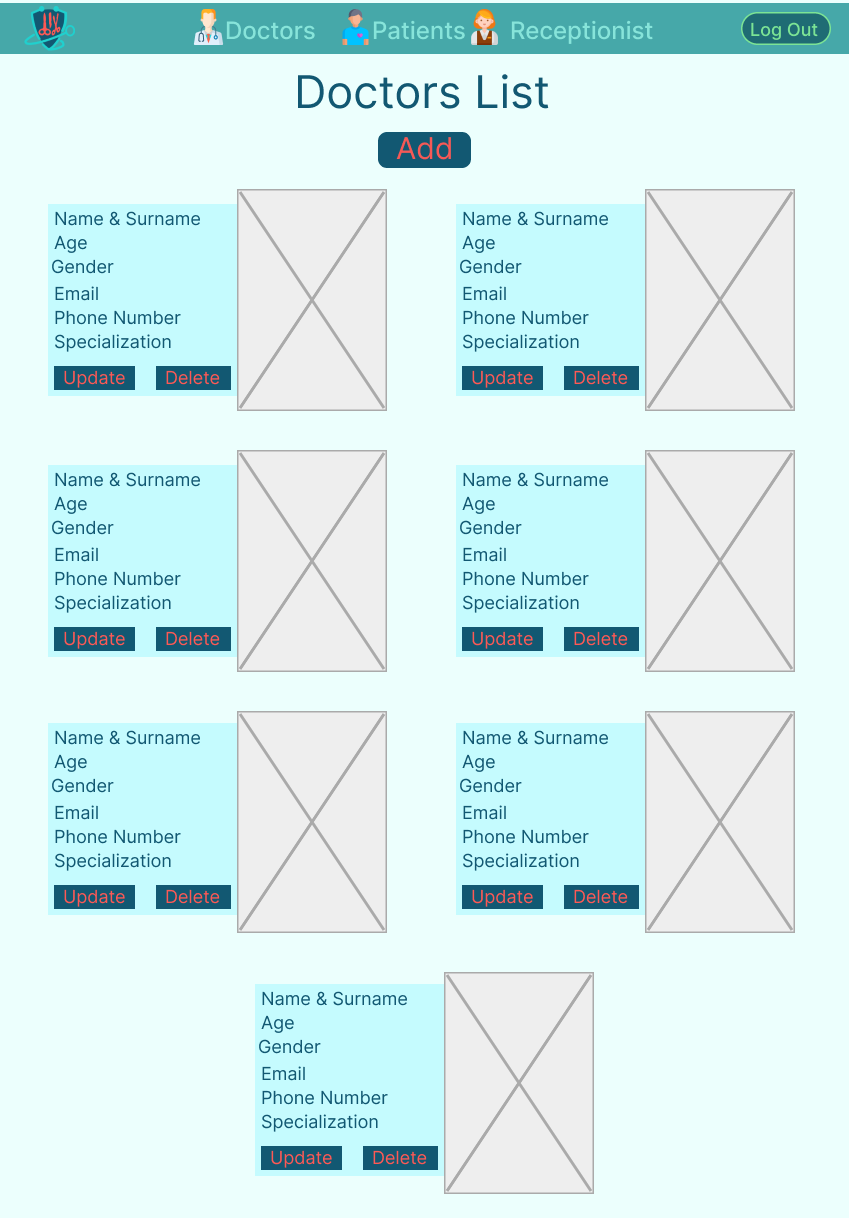 Doctors Patients Receptionist Log Out
Doctors List
Add
Name & Surname
Age
Gender
Email
Phone Number
Specialization
Update Delete
Name & Surname
Age
Gender
Email
Phone Number
Specialization
Update Delete
Name & Surname
Age
Gender
Email
Phone Number
Specialization
Update Delete
Name & Surname
Age
Gender
Email
Phone Number
Specialization
Update Delete
Name & Surname
Age
Gender
Email
Phone Number
Specialization
Update Delete
Name & Surname
Age
Gender
Email
Phone Number
Specialization
Update Delete
Name & Surname
Age
Gender
Email
Phone Number
Specialization
Update Delete